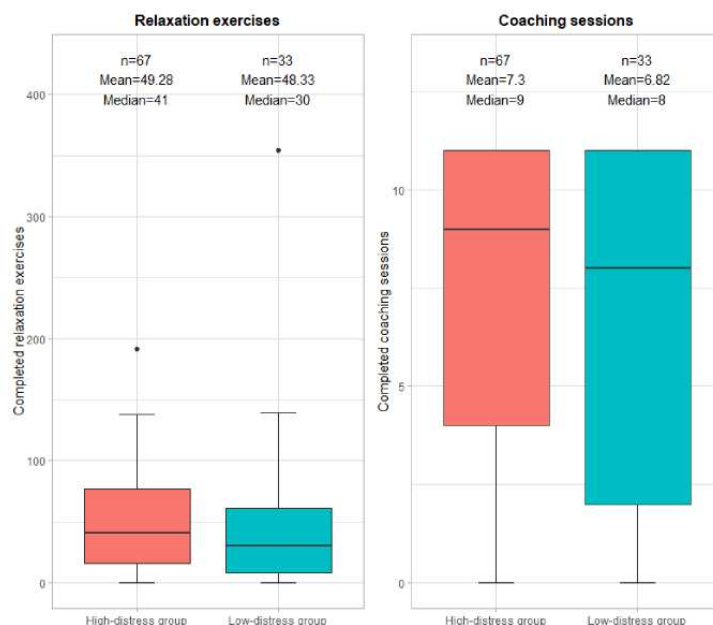 Relaxation exercises
n=67
Mean=49.28
Median=41
n=33
Mean=48.33
Median=30
Completed relaxation exercises
400
300
200
100
0
High-distress group
Low-distress group
Coaching sessions
n=67
Mean=7.3
Median=9
n=33
Mean=6.82
Median=8
Completed coaching sessions
10
5
0
High-distress group
Low-distress group